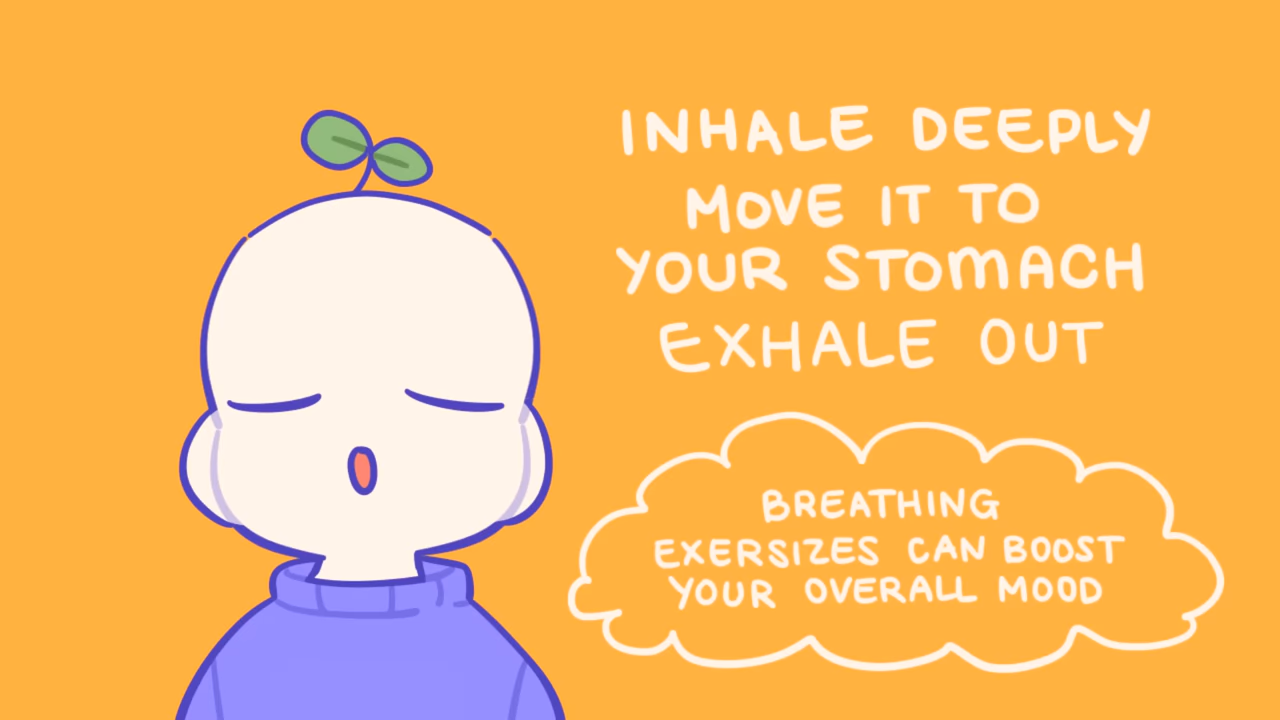 INHALE DEEPLY
MOVE IT TO
YOUR STOMACH
EXHALE OUT
BREATHING
EXERSIZES CAN BOOST
YOUR OVERALL MOOD